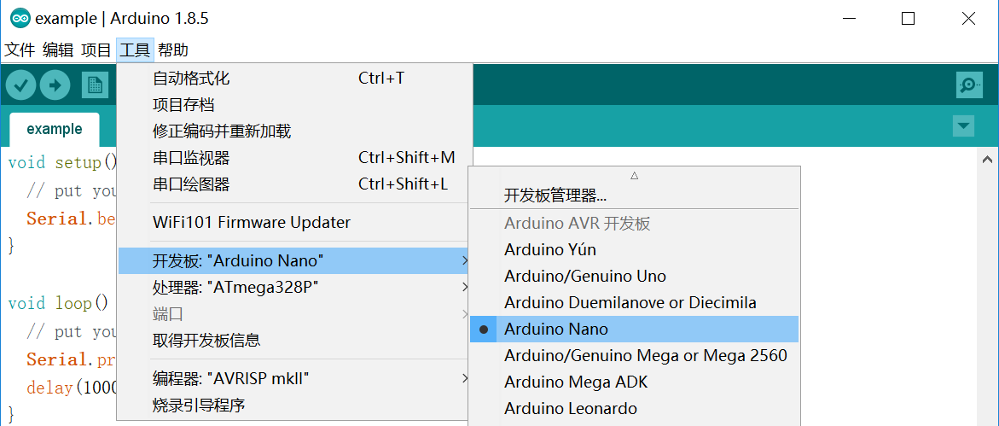 example | Arduino 1.8.5
文件 编辑 项目 工具 帮助
example
void setup()
// put you
Serial.be
}
void loop()
// put you
Serial.pr
delay(1000
}
自动格式化 Ctrl+T
项目存档
修正编码并重新加载
串口监视器 Ctrl+Shift+M
串口绘图器 Ctrl+Shift+L
WiFi101 Firmware Updater
开发板: "Arduino Nano"
处理器: "ATmega328P"
端口
取得开发板信息
编程器: "AVRISP mkII"
烧录引导程序
开发板管理器...
Arduino AVR 开发板
Arduino Yún
Arduino/Genuino Uno
Arduino Duemilanove or Diecimila
Arduino Nano
Arduino/Genuino Mega or Mega 2560
Arduino Mega ADK
Arduino Leonardo